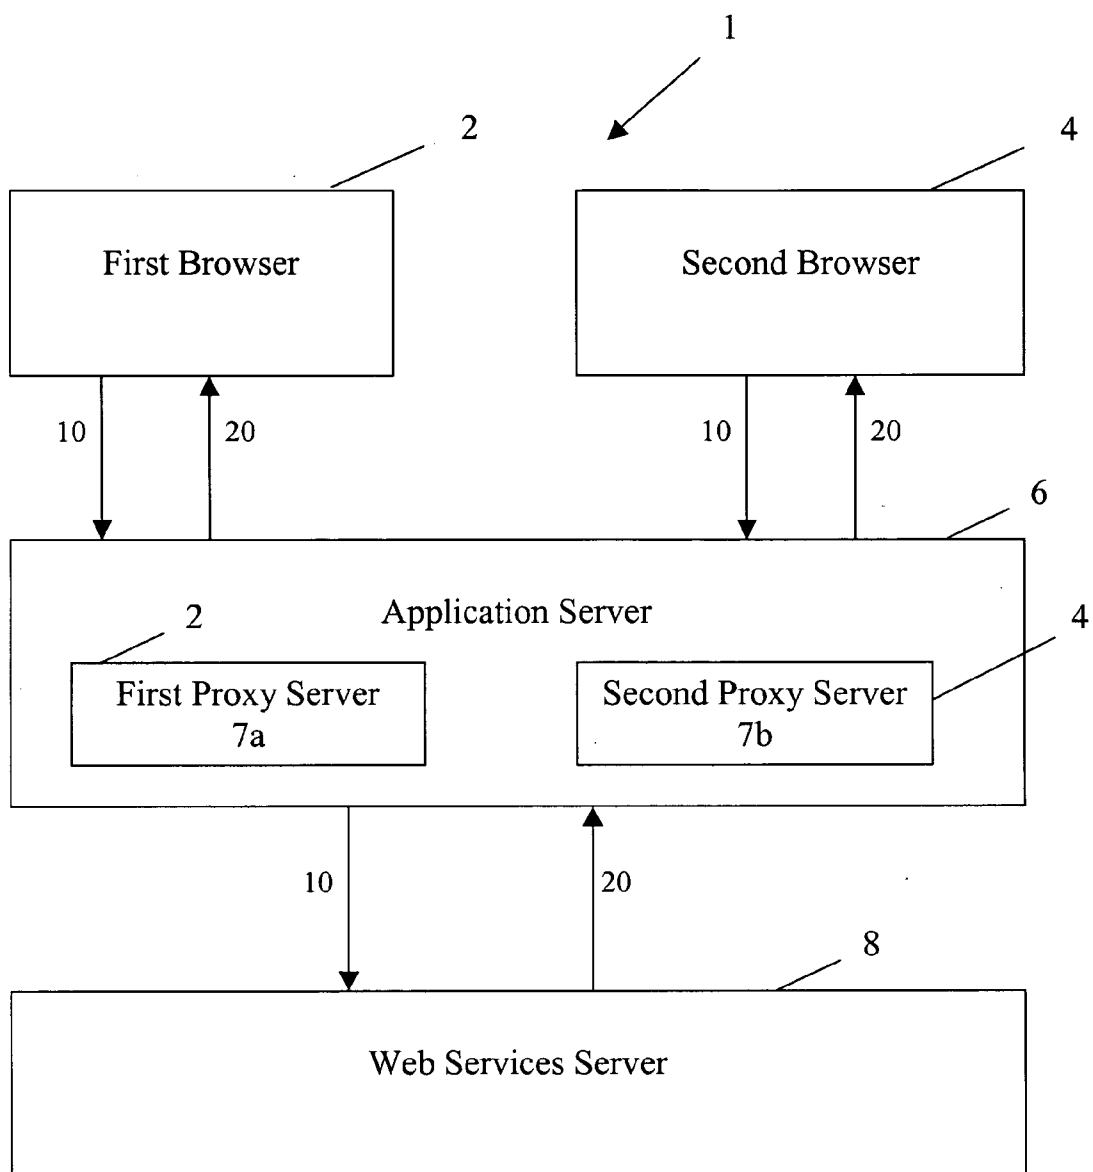 1
2
4
First Browser
Second Browser
10
20
10
20
6
Application Server
2
4
First Proxy Server
7a
Second Proxy Server
7b
10
20
8
Web Services Server